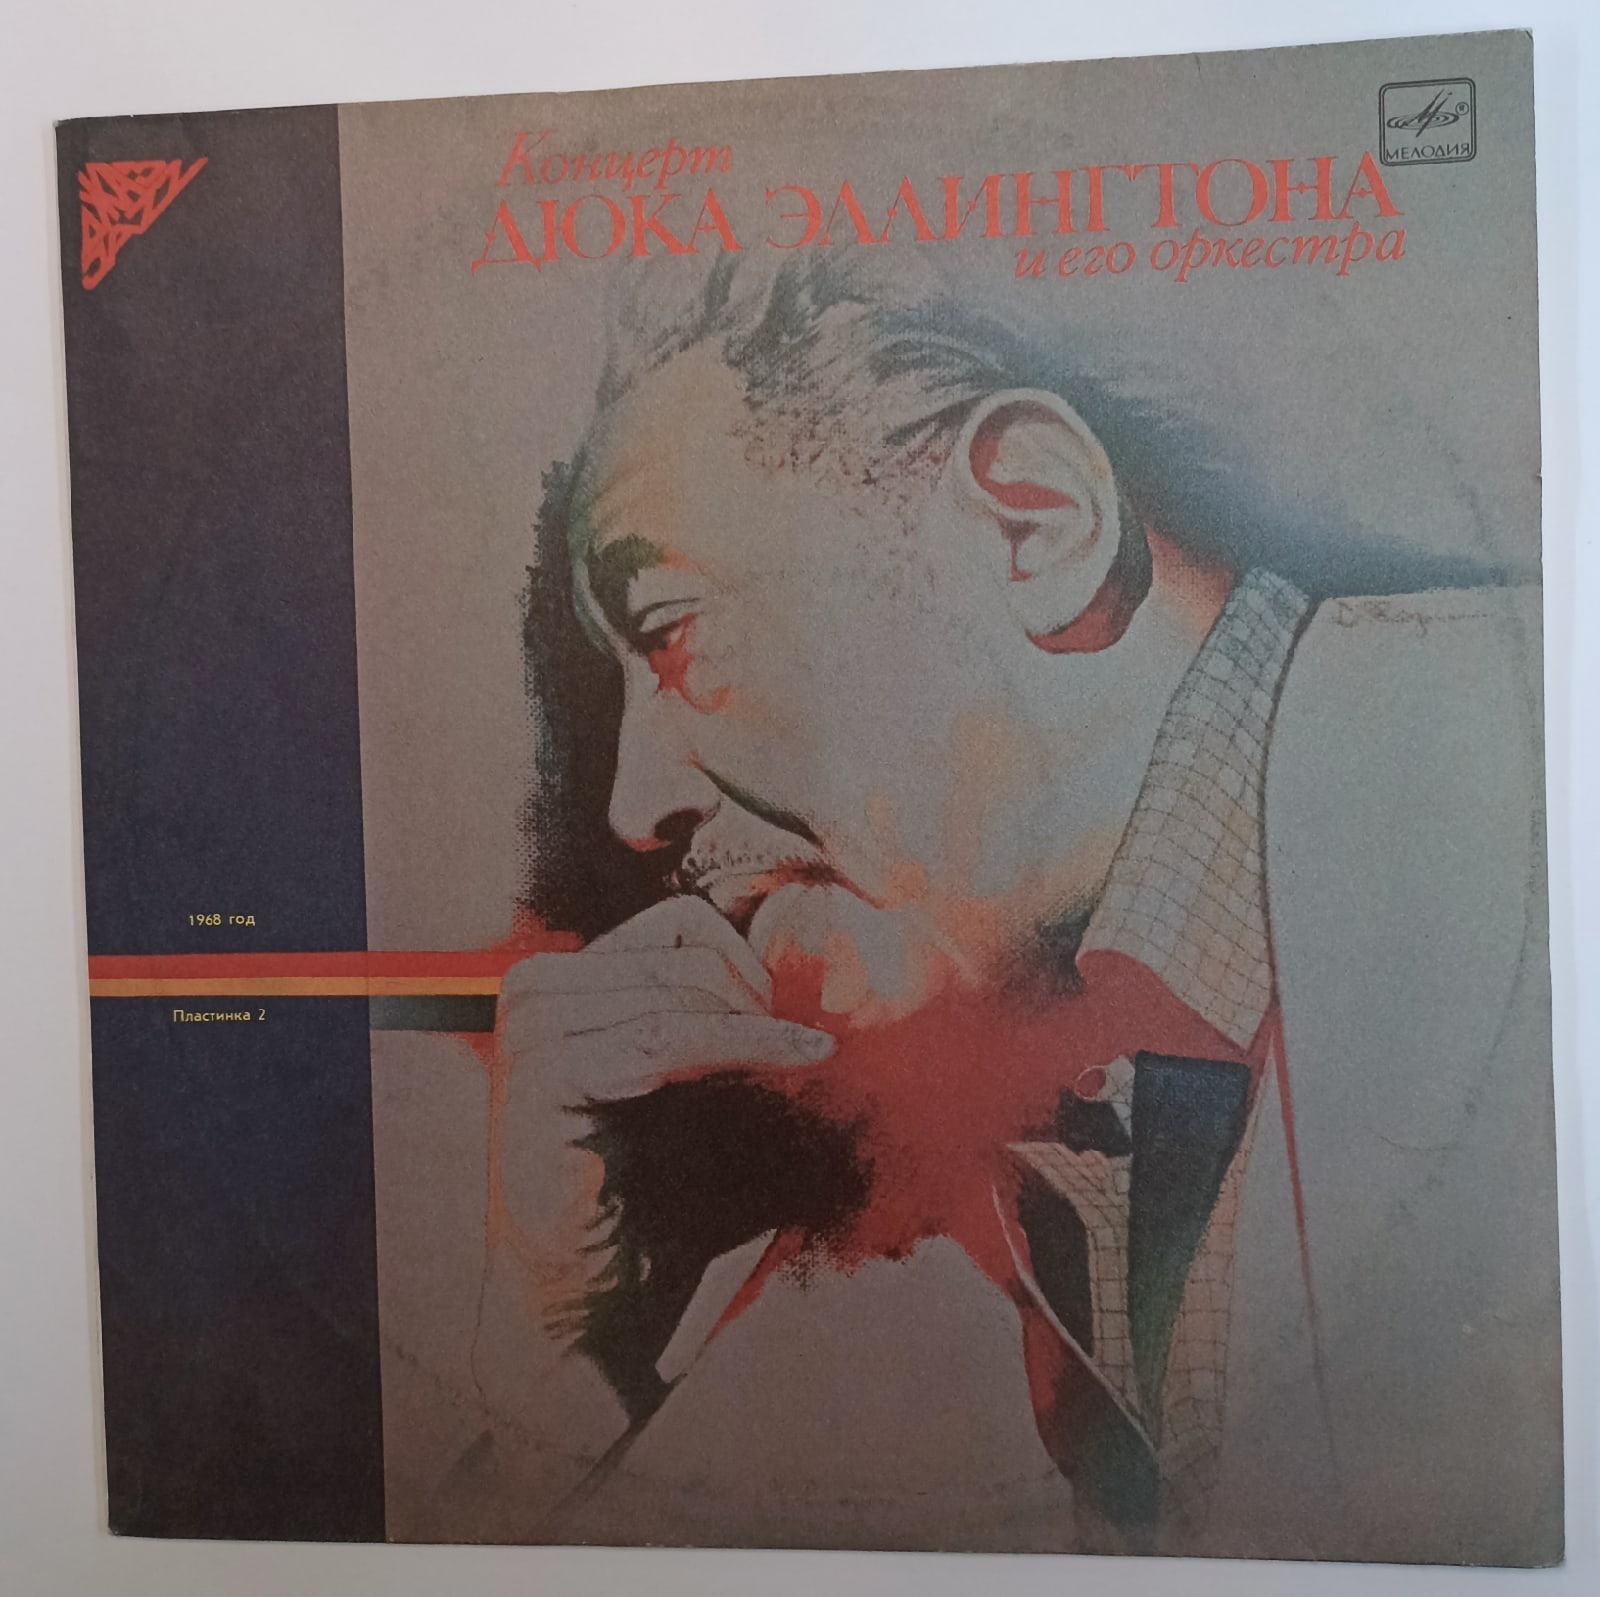 Концерт
ДЮКА ЭЛЛИНГТОНА
и его оркестра
МЕЛОДИЯ
1968 год
Пластинка 2